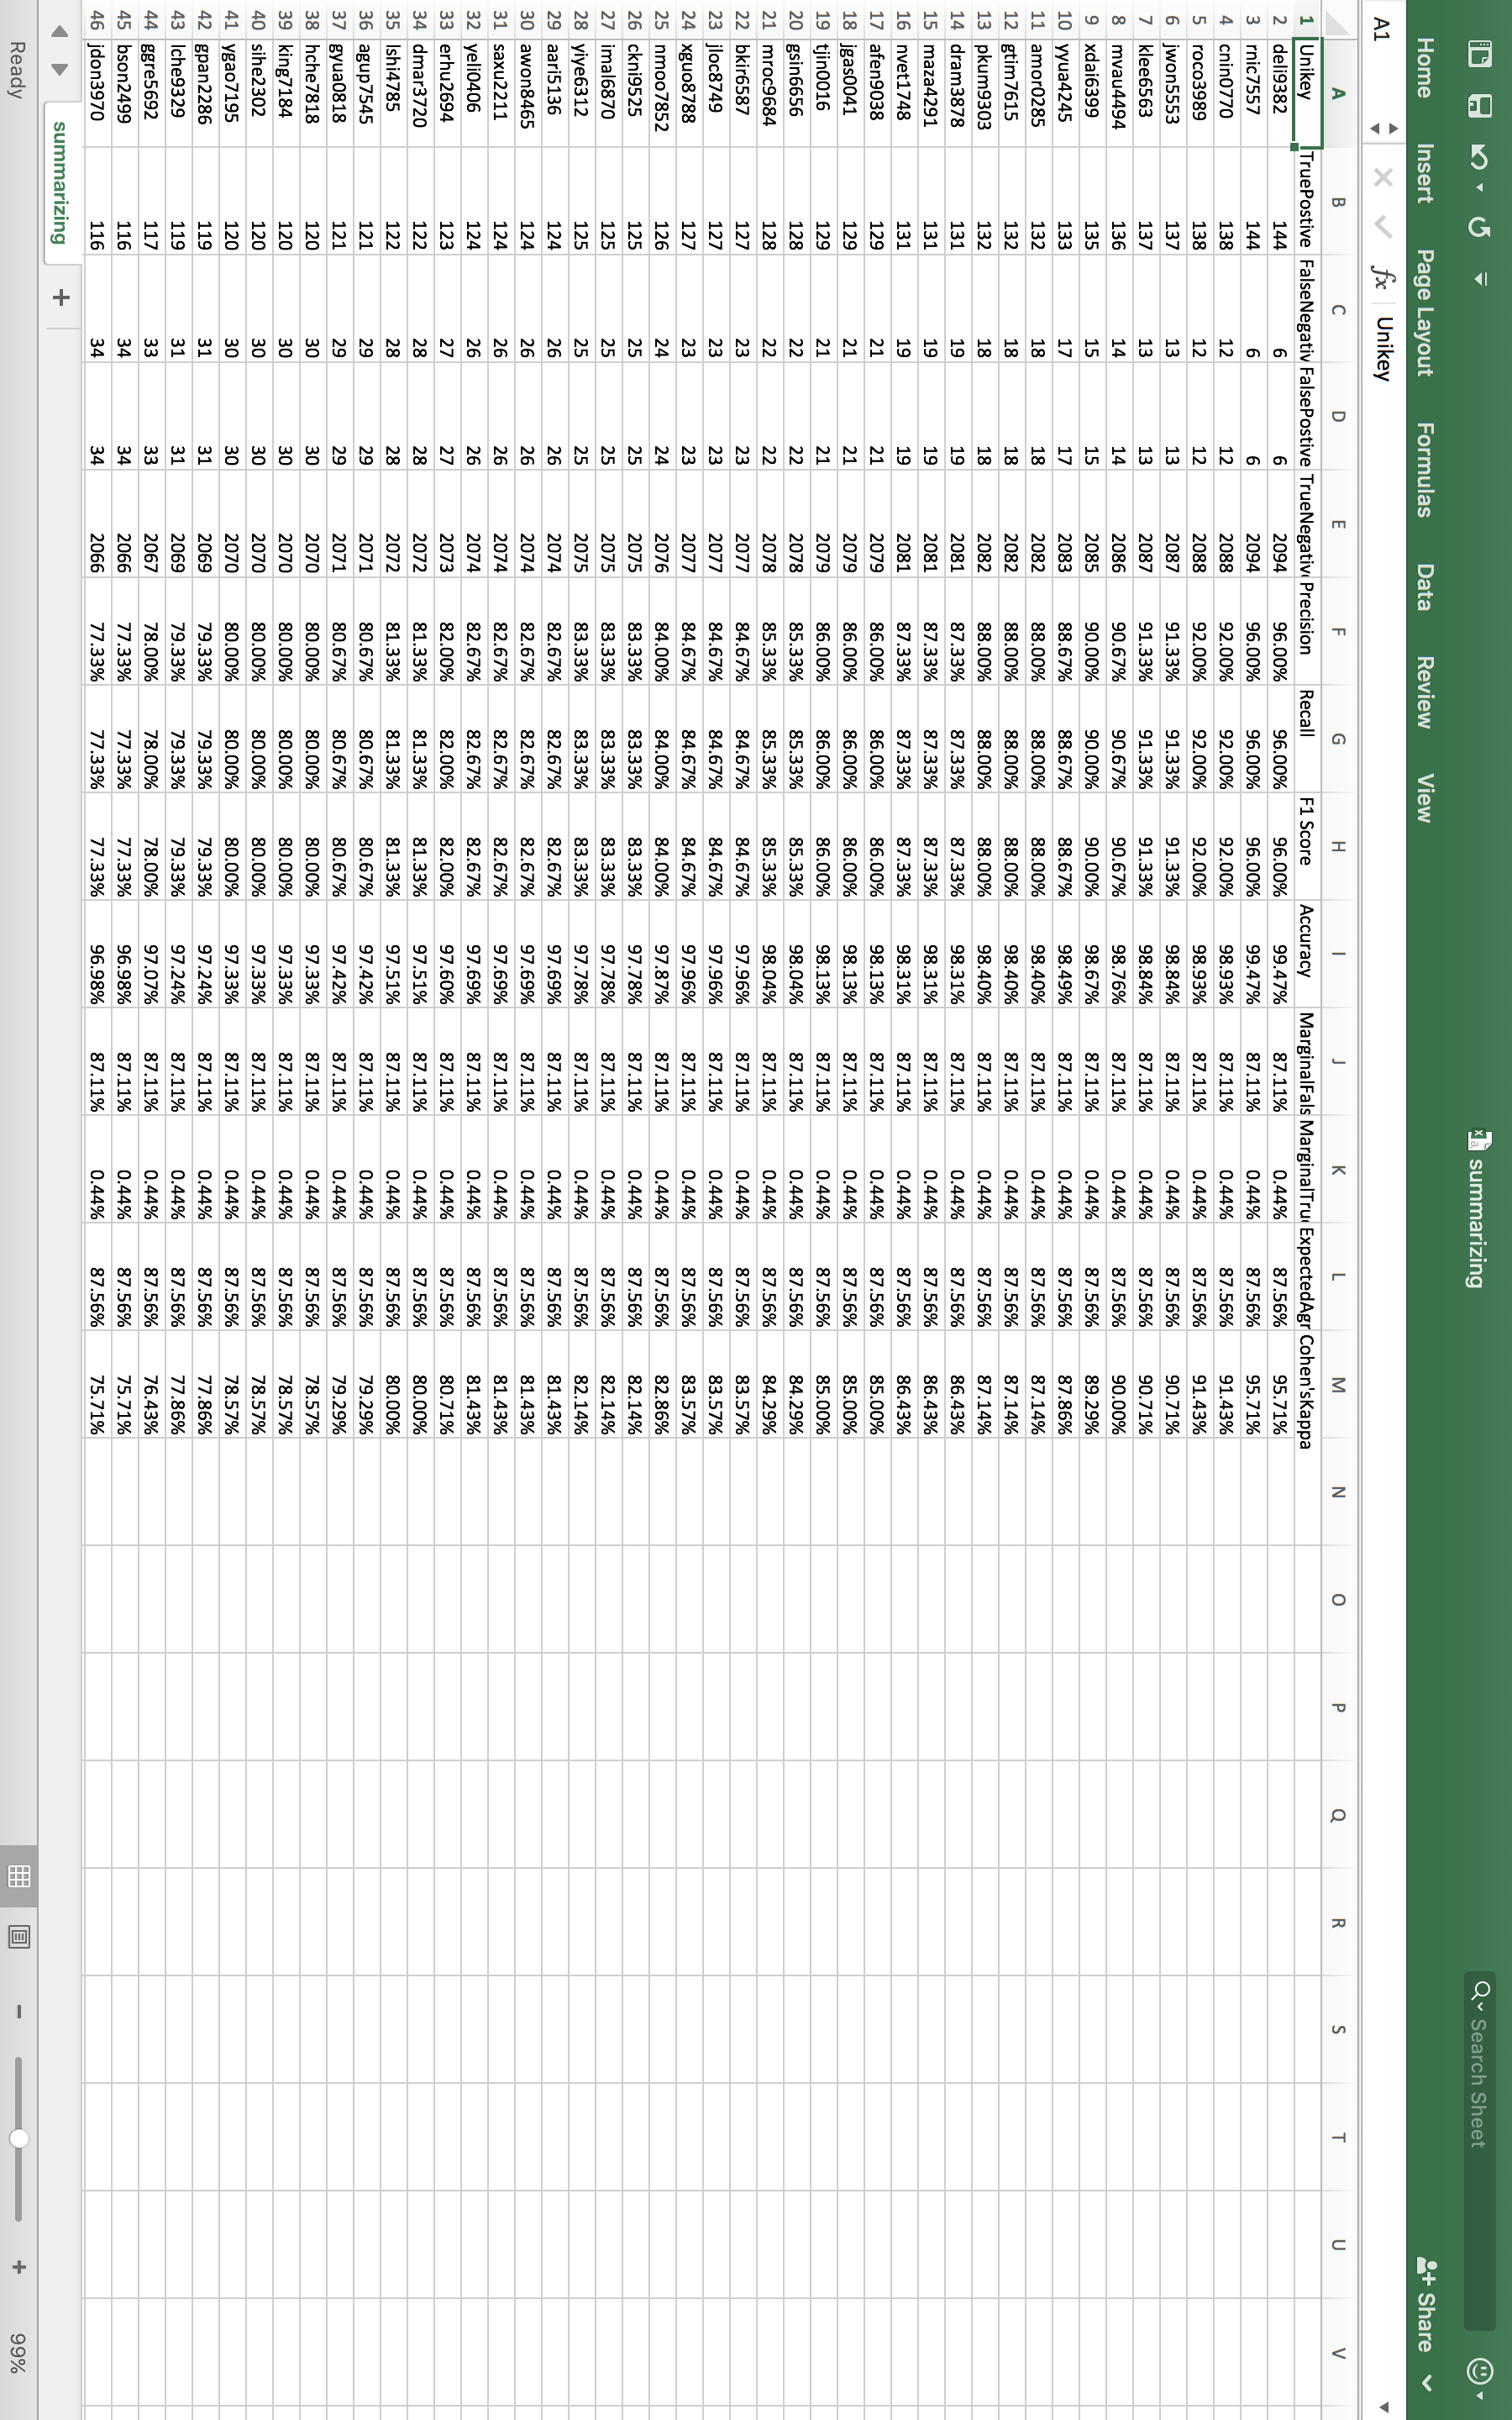 summarizing
Search Sheet
Home Insert Page Layout Formulas Data Review View Share
A1 fx Unikey
A B C D E F G H I J K L M N O P Q R S T U V
1 Unikey TruePostive FalseNegativ FalsePostive TrueNegative Precision Recall F1 Score Accuracy MarginalFals MarginalTru ExpectedAgr Cohen'sKappa
2 deli9382 144 6 6 2094 96.00% 96.00% 96.00% 99.47% 87.11% 0.44% 87.56% 95.71%
3 rnic7557 144 6 6 2094 96.00% 96.00% 96.00% 99.47% 87.11% 0.44% 87.56% 95.71%
4 cnin0770 138 12 12 2088 92.00% 92.00% 92.00% 98.93% 87.11% 0.44% 87.56% 91.43%
5 roco3989 138 12 12 2088 92.00% 92.00% 92.00% 98.93% 87.11% 0.44% 87.56% 91.43%
6 jwon5553 137 13 13 2087 91.33% 91.33% 91.33% 98.84% 87.11% 0.44% 87.56% 90.71%
7 klee6563 137 13 13 2087 91.33% 91.33% 91.33% 98.84% 87.11% 0.44% 87.56% 90.71%
8 mvau4494 136 14 14 2086 90.67% 90.67% 90.67% 98.76% 87.11% 0.44% 87.56% 90.00%
9 xdai6399 135 15 15 2085 90.00% 90.00% 90.00% 98.67% 87.11% 0.44% 87.56% 89.29%
10 yyua4245 133 17 17 2083 88.67% 88.67% 88.67% 98.49% 87.11% 0.44% 87.56% 87.86%
11 amor0285 132 18 18 2082 88.00% 88.00% 88.00% 98.40% 87.11% 0.44% 87.56% 87.14%
12 gtim7615 132 18 18 2082 88.00% 88.00% 88.00% 98.40% 87.11% 0.44% 87.56% 87.14%
13 pkum9303 132 18 18 2082 88.00% 88.00% 88.00% 98.40% 87.11% 0.44% 87.56% 87.14%
14 dram3878 131 19 19 2081 87.33% 87.33% 87.33% 98.31% 87.11% 0.44% 87.56% 86.43%
15 maza4291 131 19 19 2081 87.33% 87.33% 87.33% 98.31% 87.11% 0.44% 87.56% 86.43%
16 nvet1748 131 19 19 2081 87.33% 87.33% 87.33% 98.31% 87.11% 0.44% 87.56% 86.43%
17 afen9038 129 21 21 2079 86.00% 86.00% 86.00% 98.13% 87.11% 0.44% 87.56% 85.00%
18 jgas0041 129 21 21 2079 86.00% 86.00% 86.00% 98.13% 87.11% 0.44% 87.56% 85.00%
19 tjin0016 129 21 21 2079 86.00% 86.00% 86.00% 98.13% 87.11% 0.44% 87.56% 85.00%
20 gsin6656 128 22 22 2078 85.33% 85.33% 85.33% 98.04% 87.11% 0.44% 87.56% 84.29%
21 mroc9684 128 22 22 2078 85.33% 85.33% 85.33% 98.04% 87.11% 0.44% 87.56% 84.29%
22 bkir6587 127 23 23 2077 84.67% 84.67% 84.67% 97.96% 87.11% 0.44% 87.56% 83.57%
23 jloc8749 127 23 23 2077 84.67% 84.67% 84.67% 97.96% 87.11% 0.44% 87.56% 83.57%
24 xguo8788 127 23 23 2077 84.67% 84.67% 84.67% 97.96% 87.11% 0.44% 87.56% 83.57%
25 nmoo7852 126 24 24 2076 84.00% 84.00% 84.00% 97.87% 87.11% 0.44% 87.56% 82.86%
26 ckni9525 125 25 25 2075 83.33% 83.33% 83.33% 97.78% 87.11% 0.44% 87.56% 82.14%
27 imal6870 125 25 25 2075 83.33% 83.33% 83.33% 97.78% 87.11% 0.44% 87.56% 82.14%
28 yiye6312 125 25 25 2075 83.33% 83.33% 83.33% 97.78% 87.11% 0.44% 87.56% 82.14%
29 aari5136 124 26 26 2074 82.67% 82.67% 82.67% 97.69% 87.11% 0.44% 87.56% 81.43%
30 awon8465 124 26 26 2074 82.67% 82.67% 82.67% 97.69% 87.11% 0.44% 87.56% 81.43%
31 saxu2211 124 26 26 2074 82.67% 82.67% 82.67% 97.69% 87.11% 0.44% 87.56% 81.43%
32 yeli0406 124 26 26 2074 82.67% 82.67% 82.67% 97.69% 87.11% 0.44% 87.56% 81.43%
33 erhu2694 123 27 27 2073 82.00% 82.00% 82.00% 97.60% 87.11% 0.44% 87.56% 80.71%
34 dmar3720 122 28 28 2072 81.33% 81.33% 81.33% 97.51% 87.11% 0.44% 87.56% 80.00%
35 lshi4785 122 28 28 2072 81.33% 81.33% 81.33% 97.51% 87.11% 0.44% 87.56% 80.00%
36 agup7545 121 29 29 2071 80.67% 80.67% 80.67% 97.42% 87.11% 0.44% 87.56% 79.29%
37 gyua0818 121 29 29 2071 80.67% 80.67% 80.67% 97.42% 87.11% 0.44% 87.56% 79.29%
38 hche7818 120 30 30 2070 80.00% 80.00% 80.00% 97.33% 87.11% 0.44% 87.56% 78.57%
39 king7184 120 30 30 2070 80.00% 80.00% 80.00% 97.33% 87.11% 0.44% 87.56% 78.57%
40 sihe2302 120 30 30 2070 80.00% 80.00% 80.00% 97.33% 87.11% 0.44% 87.56% 78.57%
41 ygao7195 120 30 30 2070 80.00% 80.00% 80.00% 97.33% 87.11% 0.44% 87.56% 78.57%
42 gpan2286 119 31 31 2069 79.33% 79.33% 79.33% 97.24% 87.11% 0.44% 87.56% 77.86%
43 lche9329 119 31 31 2069 79.33% 79.33% 79.33% 97.24% 87.11% 0.44% 87.56% 77.86%
44 ggre5692 117 33 33 2067 78.00% 78.00% 78.00% 97.07% 87.11% 0.44% 87.56% 76.43%
45 bson2499 116 34 34 2066 77.33% 77.33% 77.33% 96.98% 87.11% 0.44% 87.56% 75.71%
46 jdon3970 116 34 34 2066 77.33% 77.33% 77.33% 96.98% 87.11% 0.44% 87.56% 75.71%
summarizing +
Ready 99%